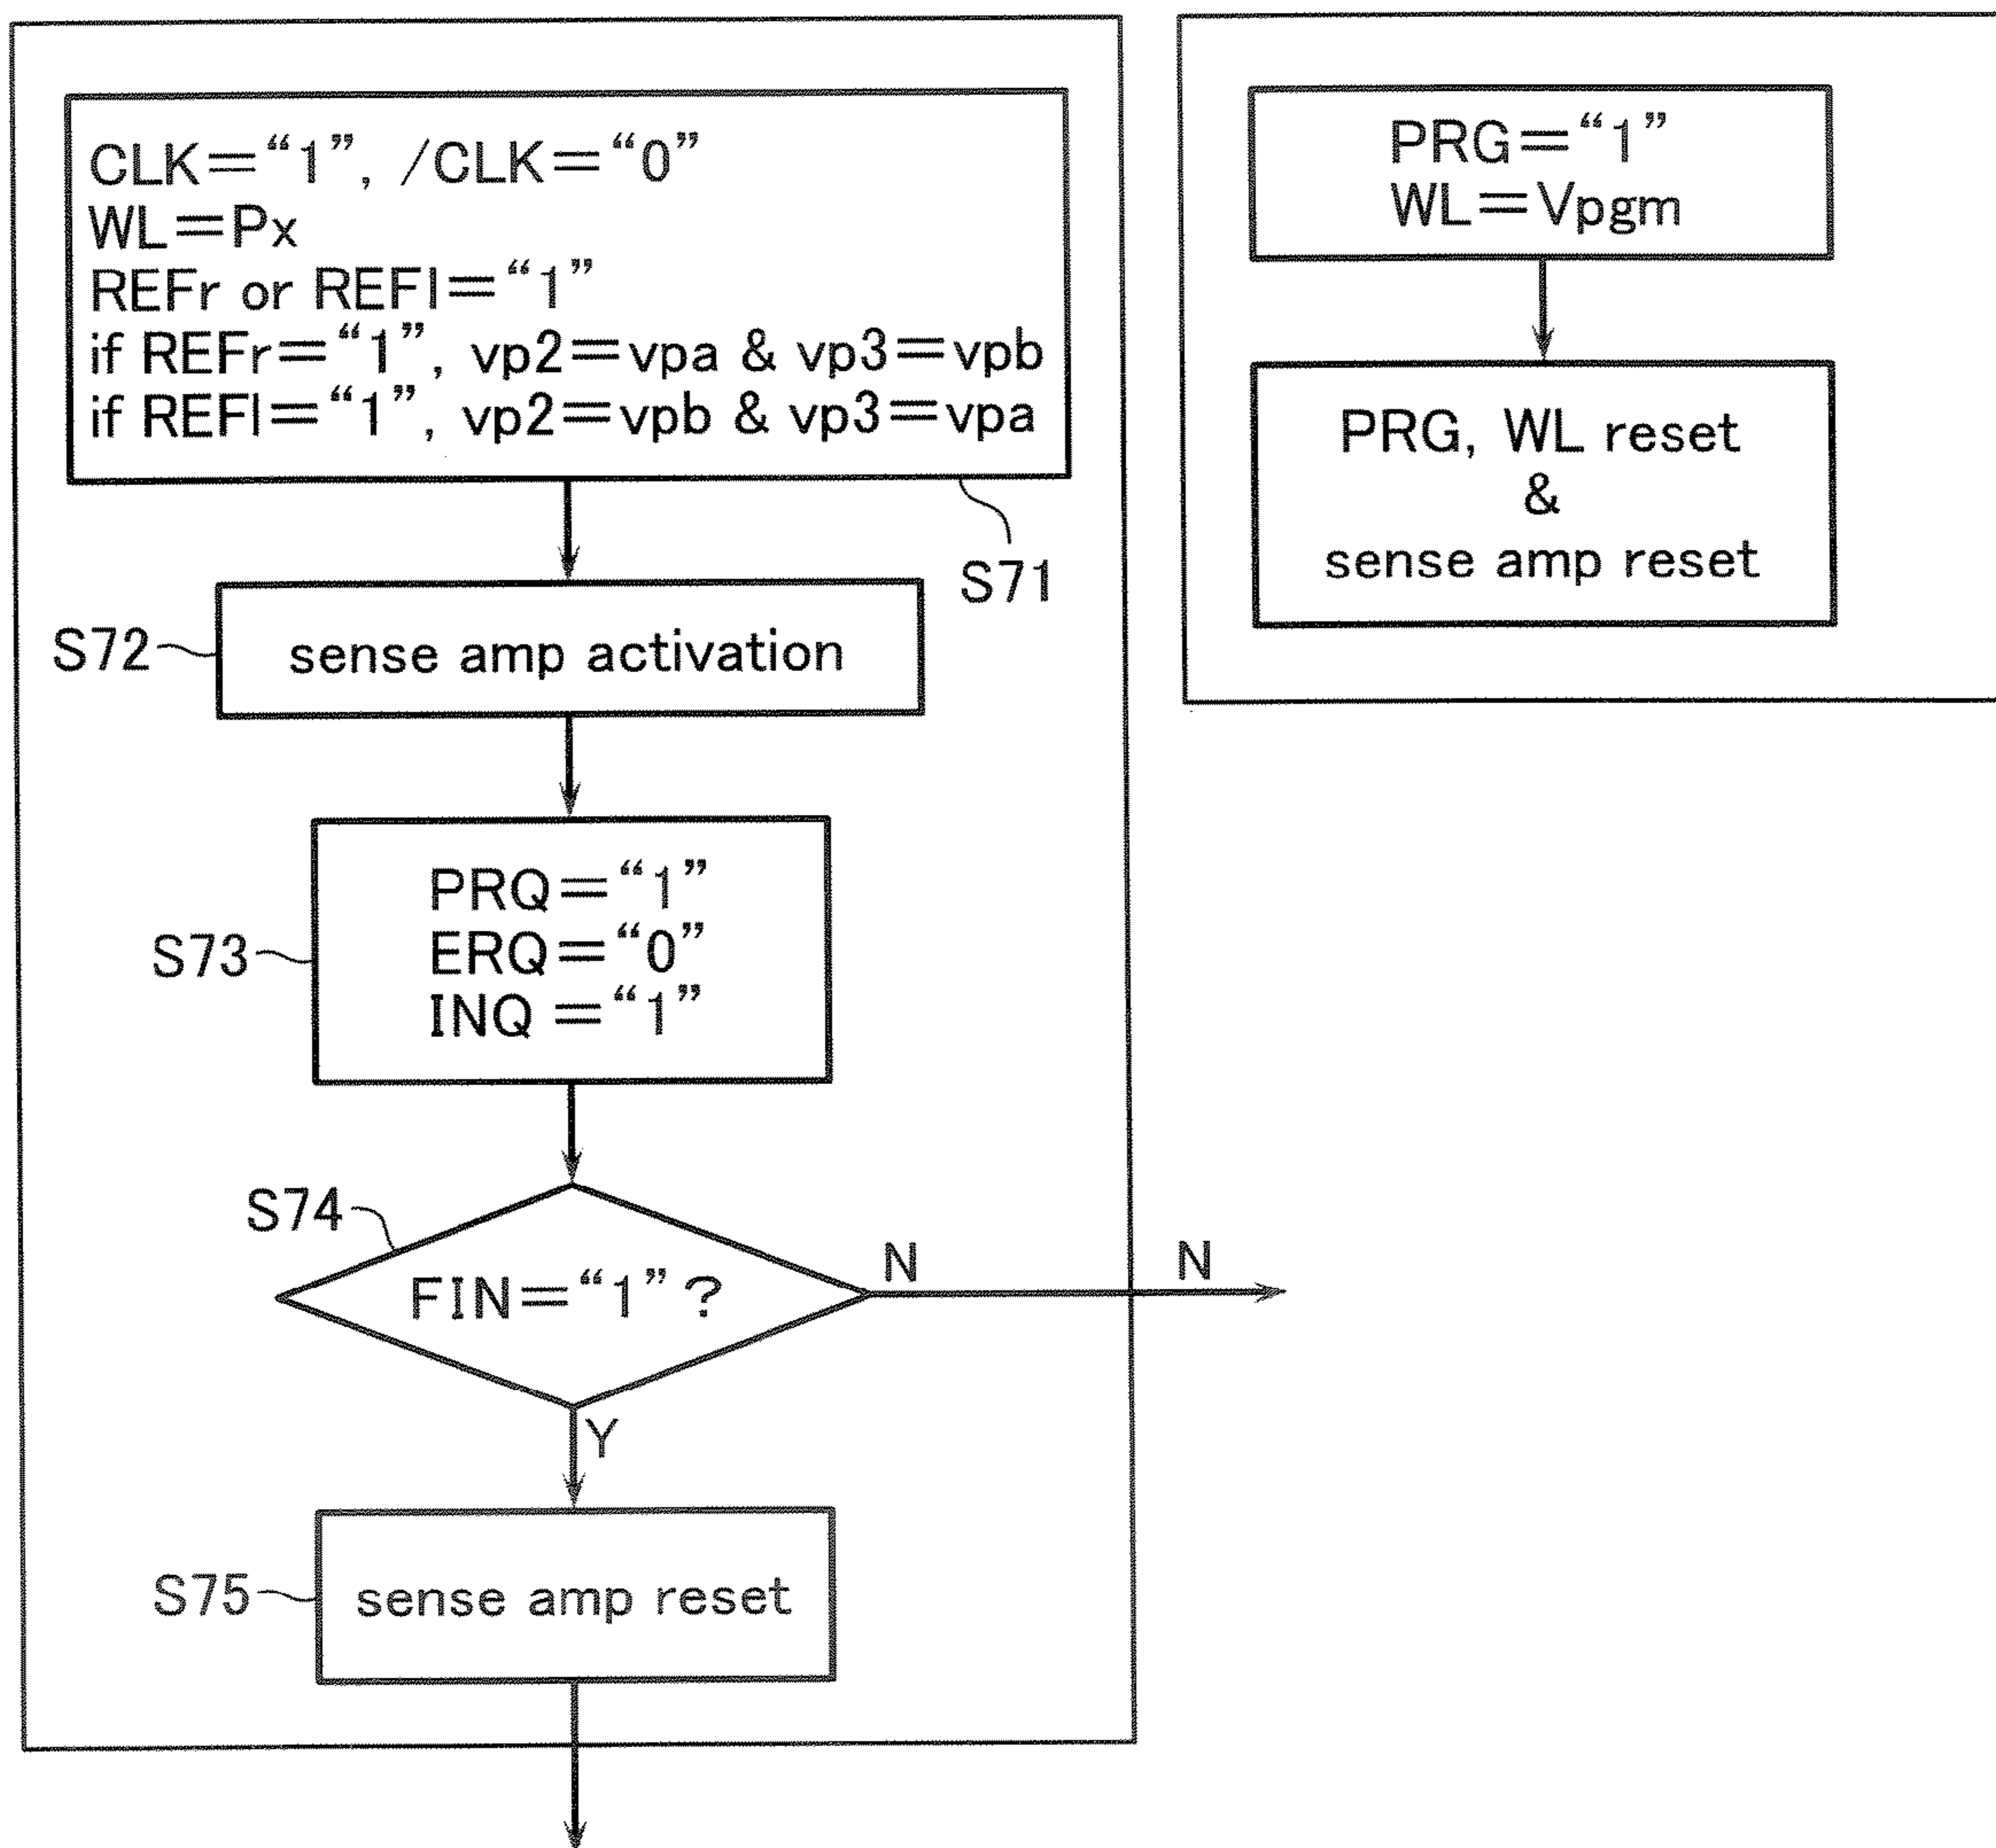 CLK＝“1”, /CLK＝“0”
WL＝Px
REFr or REFl＝“1”
if REFr＝“1”, vp2＝vpa & vp3＝vpb
if REFl＝“1”, vp2＝vpb & vp3＝vpa
S71
S72
sense amp activation
S73
PRQ＝“1”
ERQ＝“0”
INQ＝“1”
S74
FIN＝“1”?
N
N
Y
S75
sense amp reset
PRG＝“1”
WL＝Vpgm
PRG, WL reset
&
sense amp reset